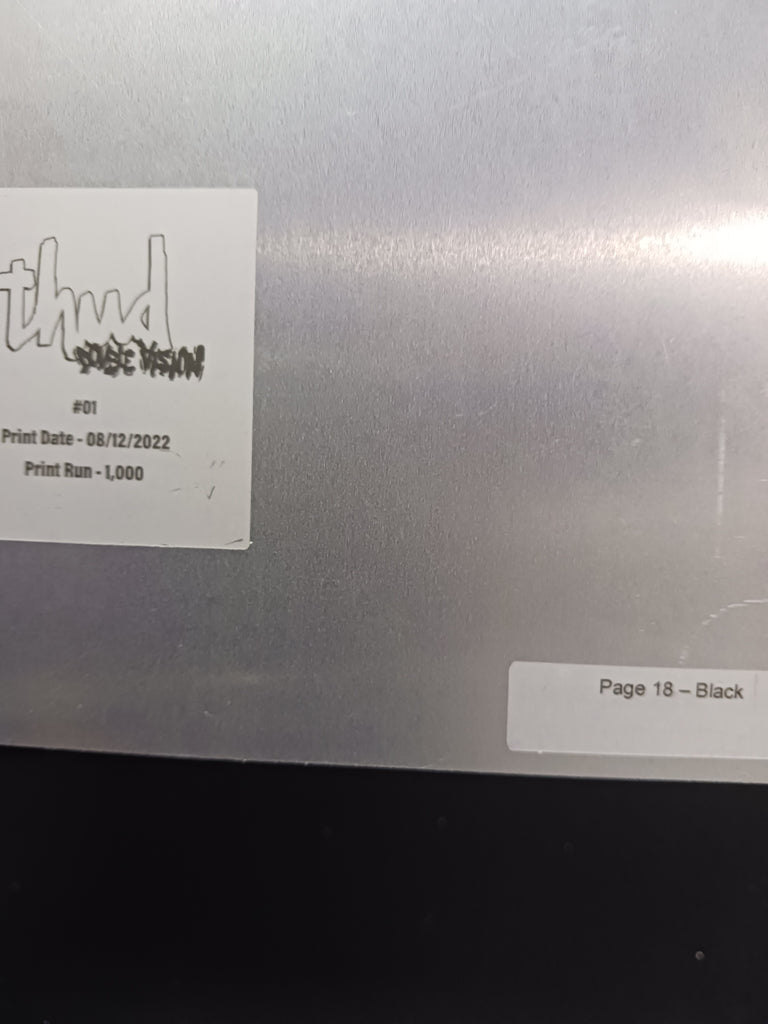 thud
DOUBLE VISION
#01
Print Date - 08/12/2022
Print Run - 1,000
Page 18 – Black